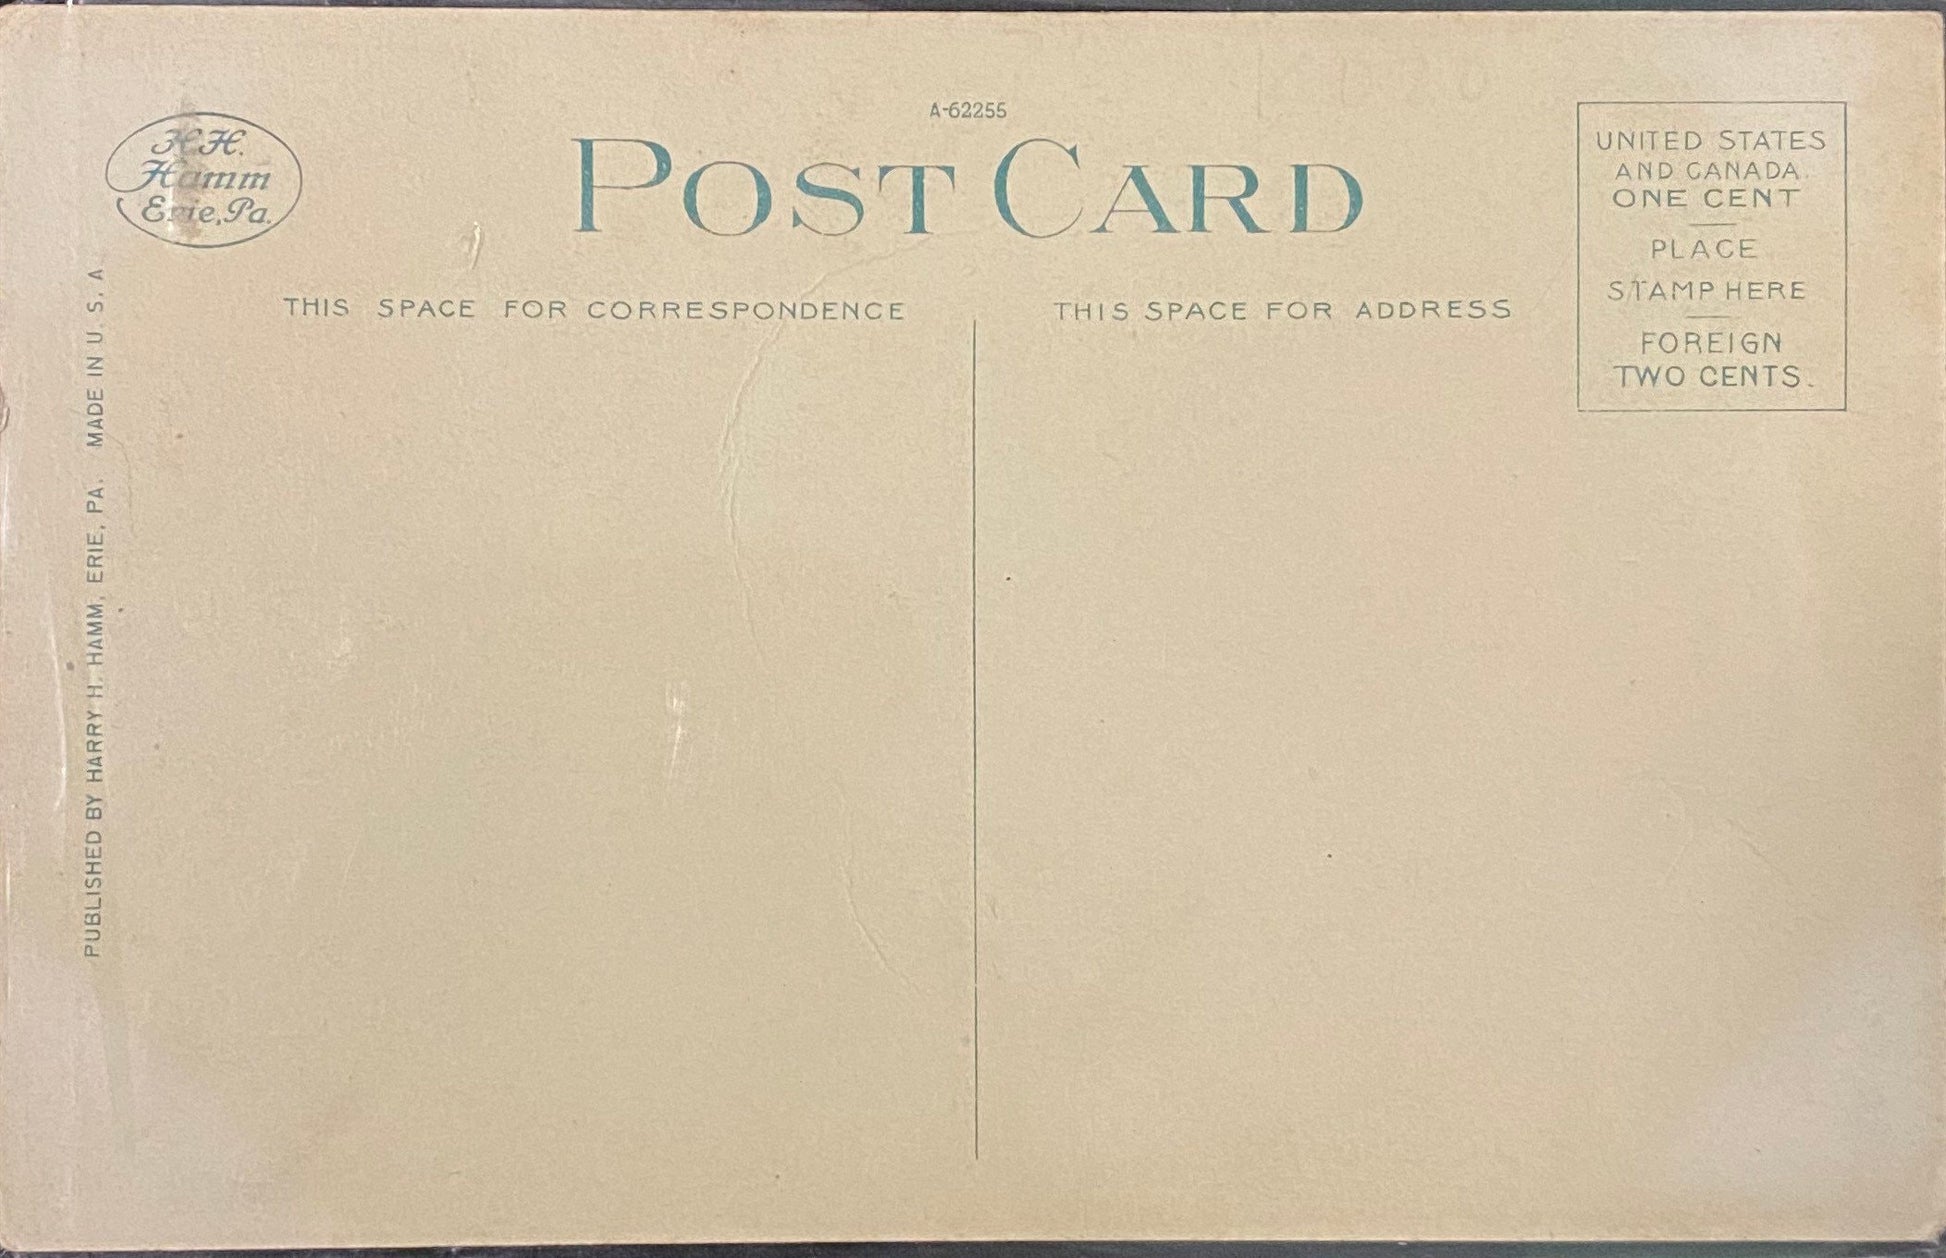 A-62255
H.H.
Hamm
Erie, Pa.
POST CARD
UNITED STATES
AND CANADA.
ONE CENT
PLACE
STAMP HERE
FOREIGN
TWO CENTS.
THIS SPACE FOR CORRESPONDENCE
THIS SPACE FOR ADDRESS
PUBLISHED BY HARRY H. HAMM, ERIE, PA. MADE IN U. S. A